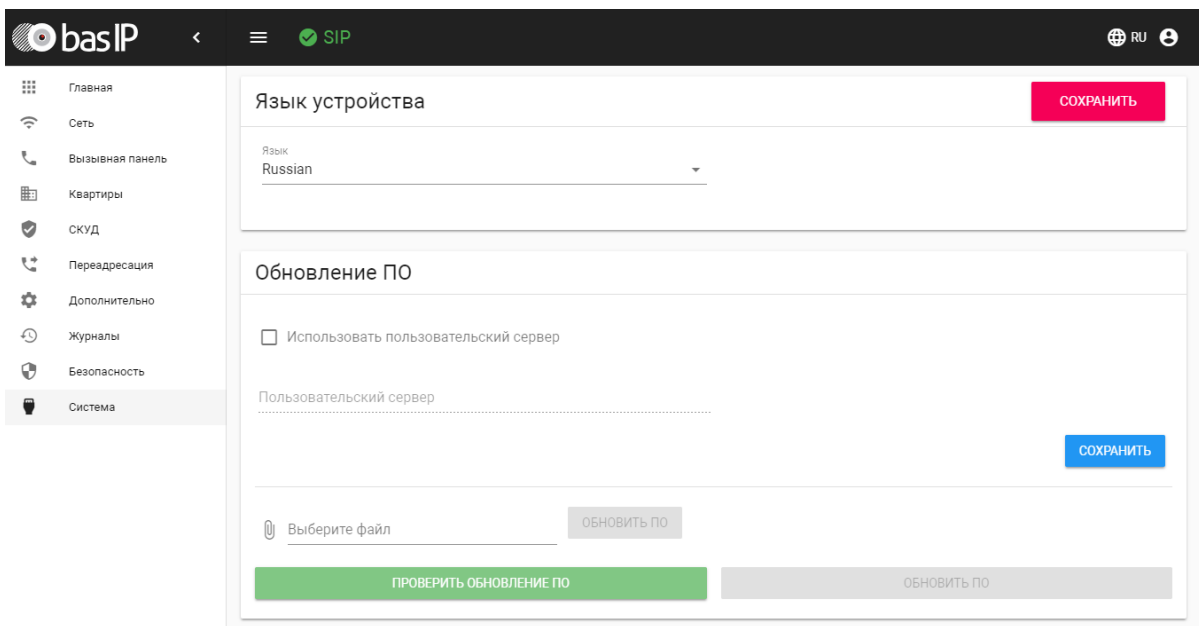 bas IP
SIP
RU
Главная
Сеть
Вызывная панель
Квартиры
СКУД
Переадресация
Дополнительно
Журналы
Безопасность
Система
Язык устройства
СОХРАНИТЬ
Язык
Russian
Обновление ПО
Использовать пользовательский сервер
Пользовательский сервер
СОХРАНИТЬ
Выберите файл
ОБНОВИТЬ ПО
ПРОВЕРИТЬ ОБНОВЛЕНИЕ ПО
ОБНОВИТЬ ПО